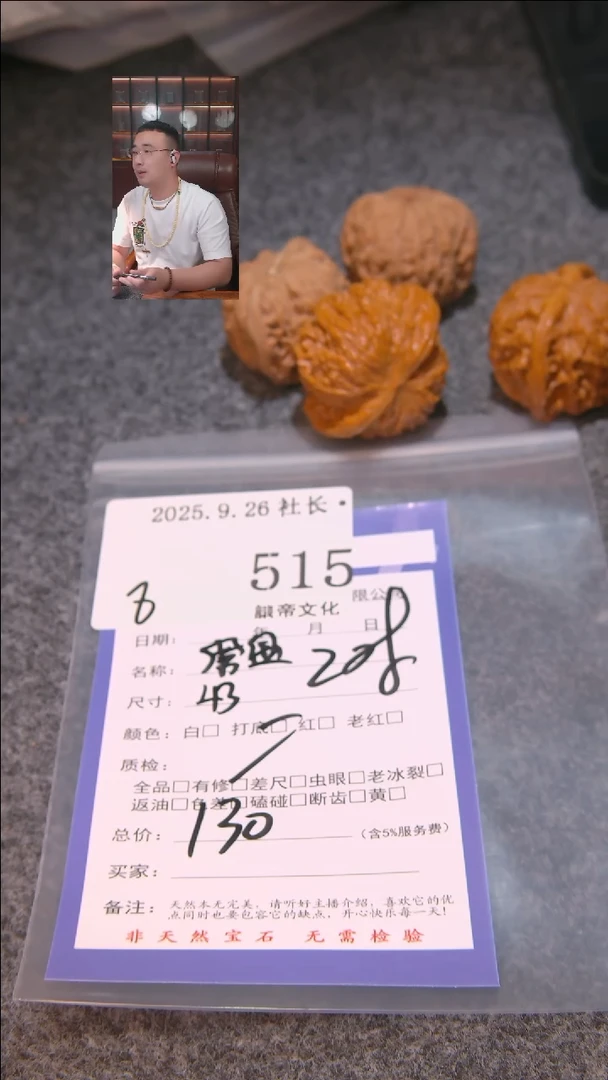 2025.9.26 社长·
515
8
限公司
帝文化
日期： 年 月 日
名称：
208
尺寸： 43
颜色：白□ 打底□ 红□ 老红□
质检：
全品□有修□差尺□虫眼□老冰裂□
返油□色差□磕碰□断齿□黄□
总价： 130 （含5%服务费）
买家：
备注：天然本无完美，请听好主播介绍，喜欢它的优
点同时也要包容它的缺点，开心快乐每一天！
非天然宝石 无需检验